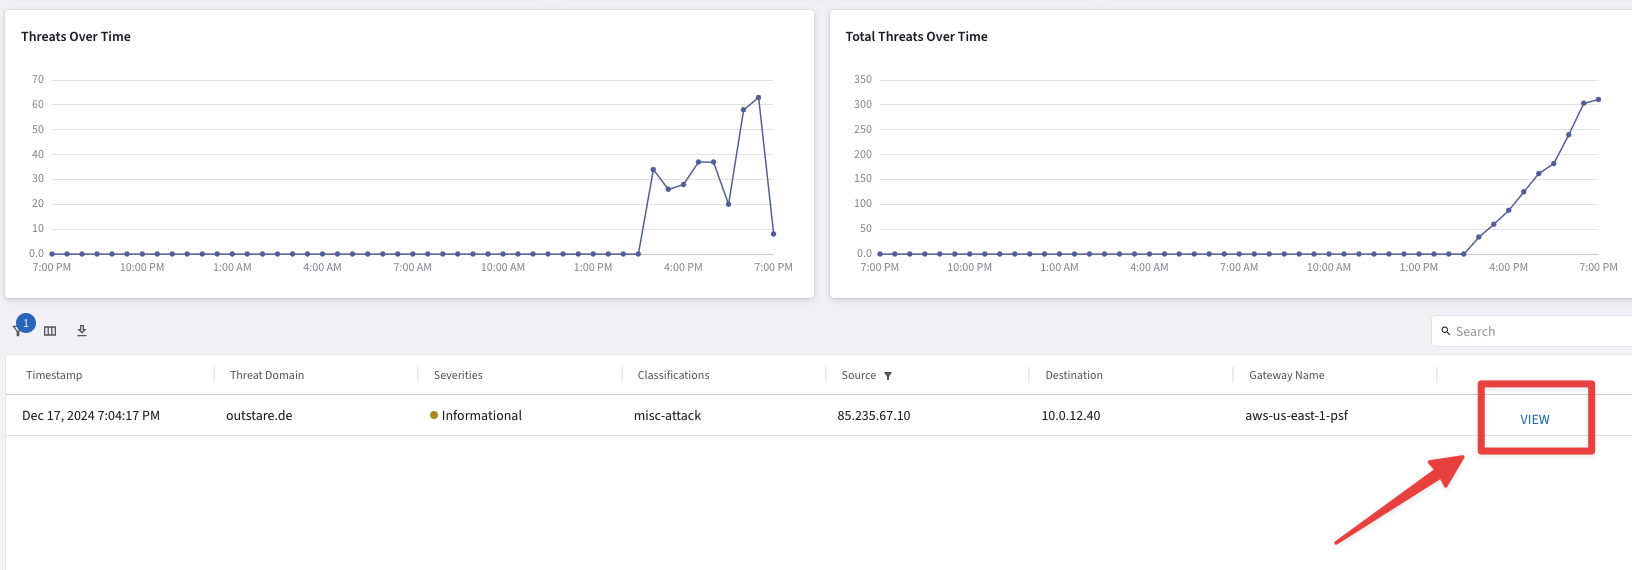 Threats Over Time
70
60
50
40
30
20
10
0.0
7:00 PM 10:00 PM 1:00 AM 4:00 AM 7:00 AM 10:00 AM 1:00 PM 4:00 PM 7:00 PM
Total Threats Over Time
350
300
250
200
150
100
50
0.0
7:00 PM 10:00 PM 1:00 AM 4:00 AM 7:00 AM 10:00 AM 1:00 PM 4:00 PM 7:00 PM
1
Search
Timestamp Threat Domain Severities Classifications Source Destination Gateway Name
Dec 17, 2024 7:04:17 PM outstare.de Informational misc-attack 85.235.67.10 10.0.12.40 aws-us-east-1-psf VIEW